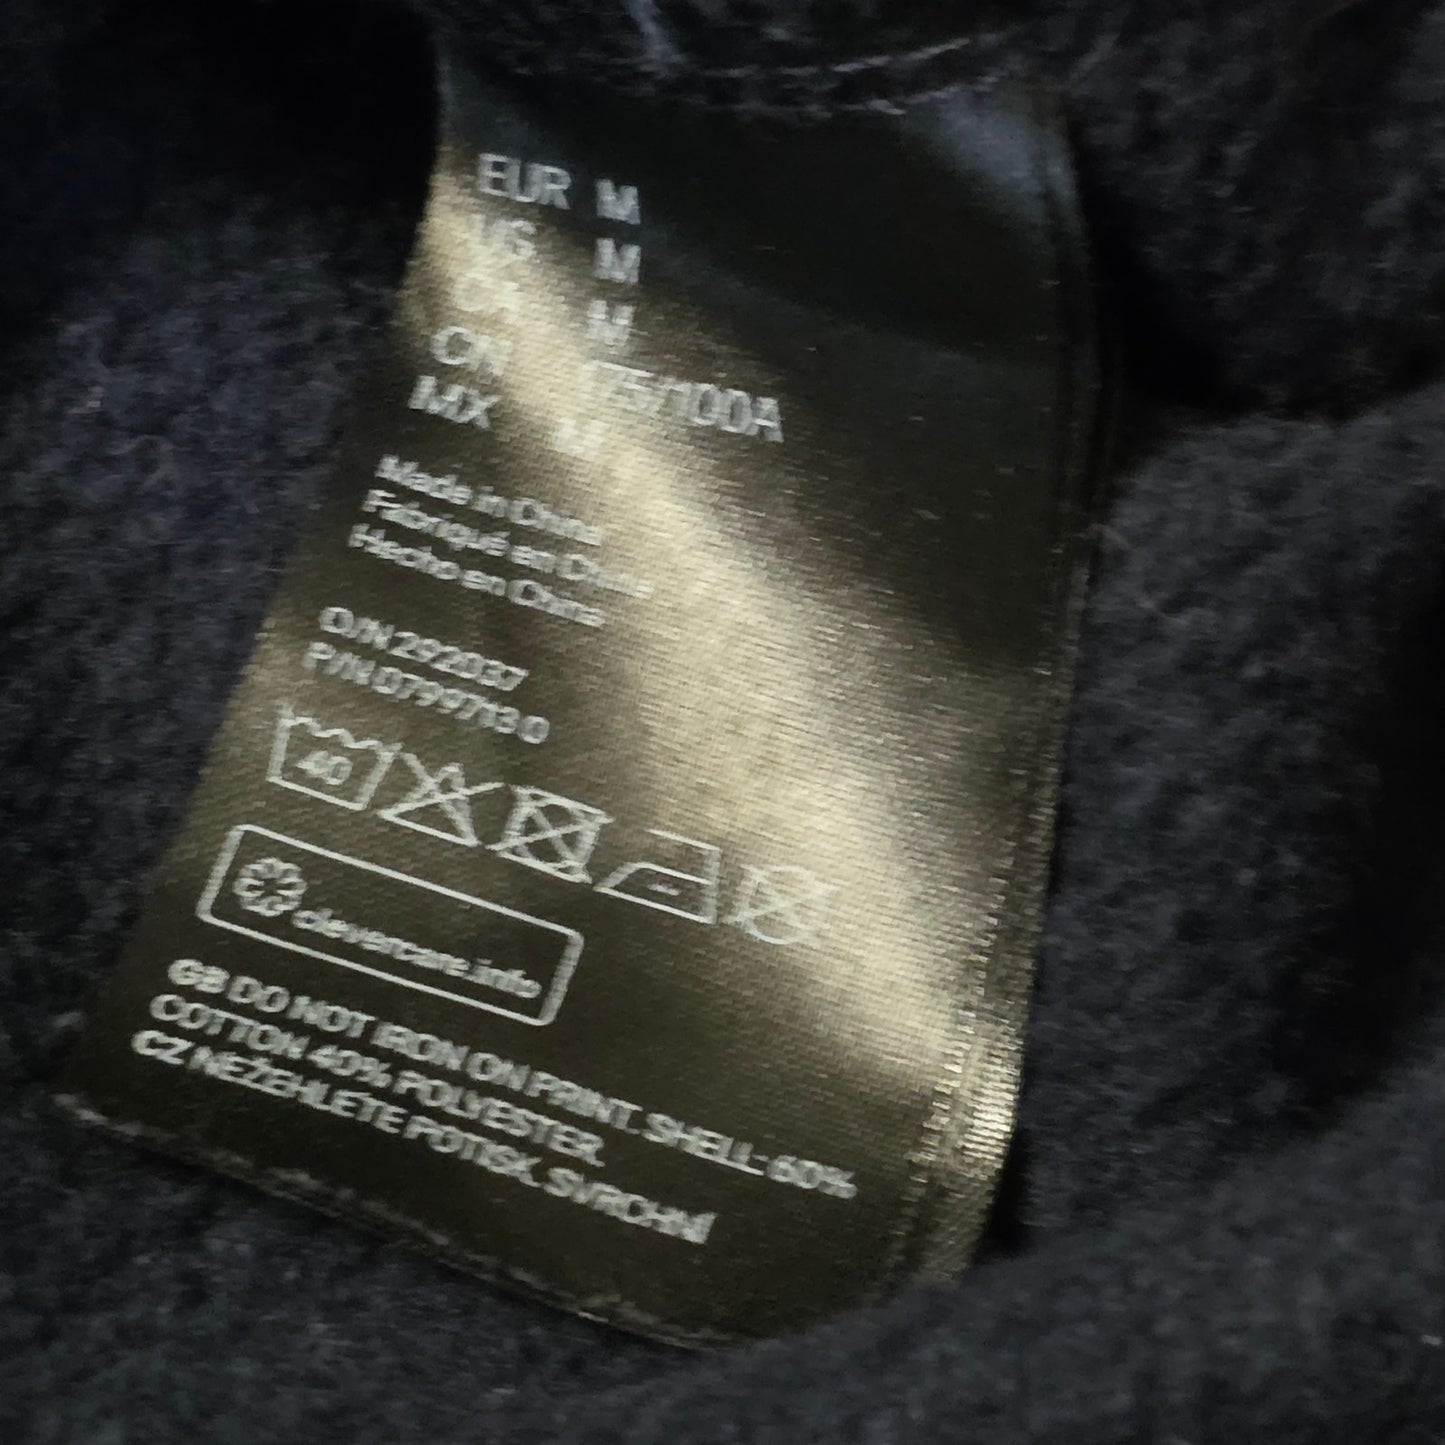 EUR M
US M
CA M
CN 175/100A
MX M
Made in China
Fabriqué en Chine
Hecho en China
O/N 292037
P/N 0799713 0
40
clevercare.info
GB DO NOT IRON ON PRINT. SHELL: 60%
COTTON 40% POLYESTER.
CZ NEŽEHLETE POTISK. SVRCHNÍ